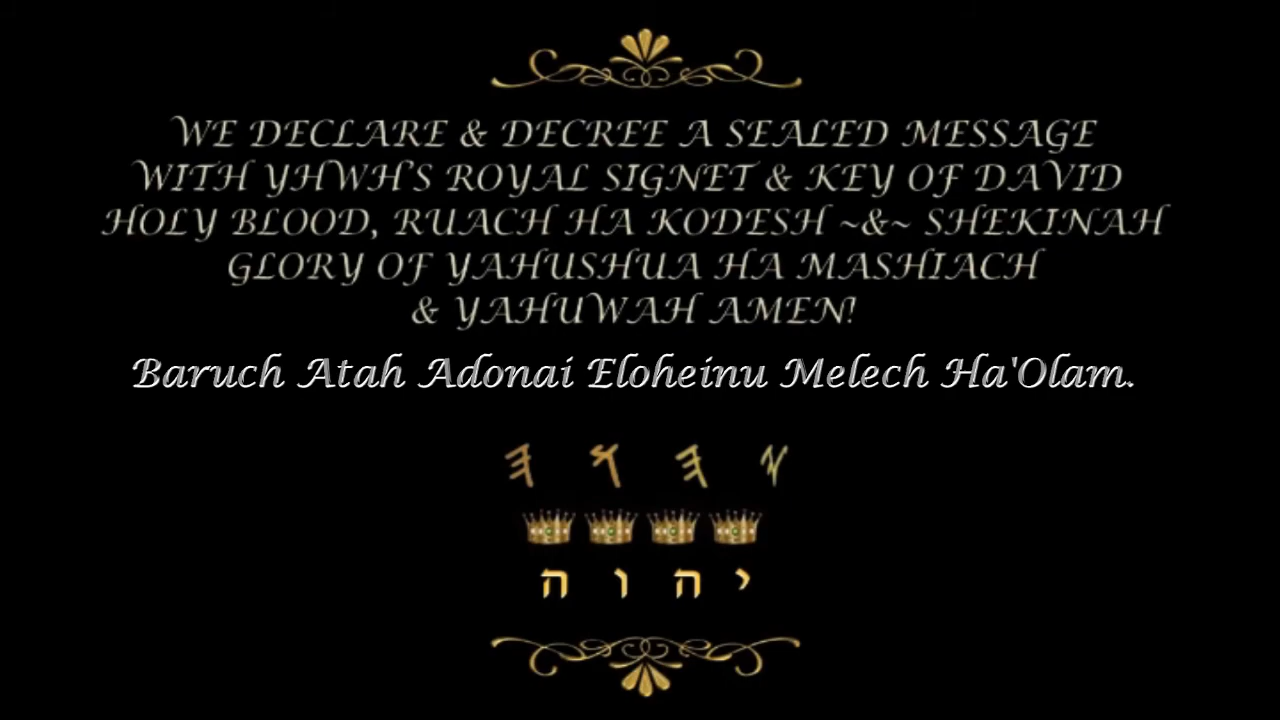 WE DECLARE & DECREE A SEALED MESSAGE
WITH YHWH'S ROYAL SIGNET & KEY OF DAVID
HOLY BLOOD, RUACH HA KODESH ~&~ SHEKINAH
GLORY OF YAHUSHUA HA MASHIACH
& YAHUWAH AMEN!
Baruch Atah Adonai Eloheinu Melech Ha'Olam.
𐤉 𐤄 𐤅 𐤄
י ה ו ה